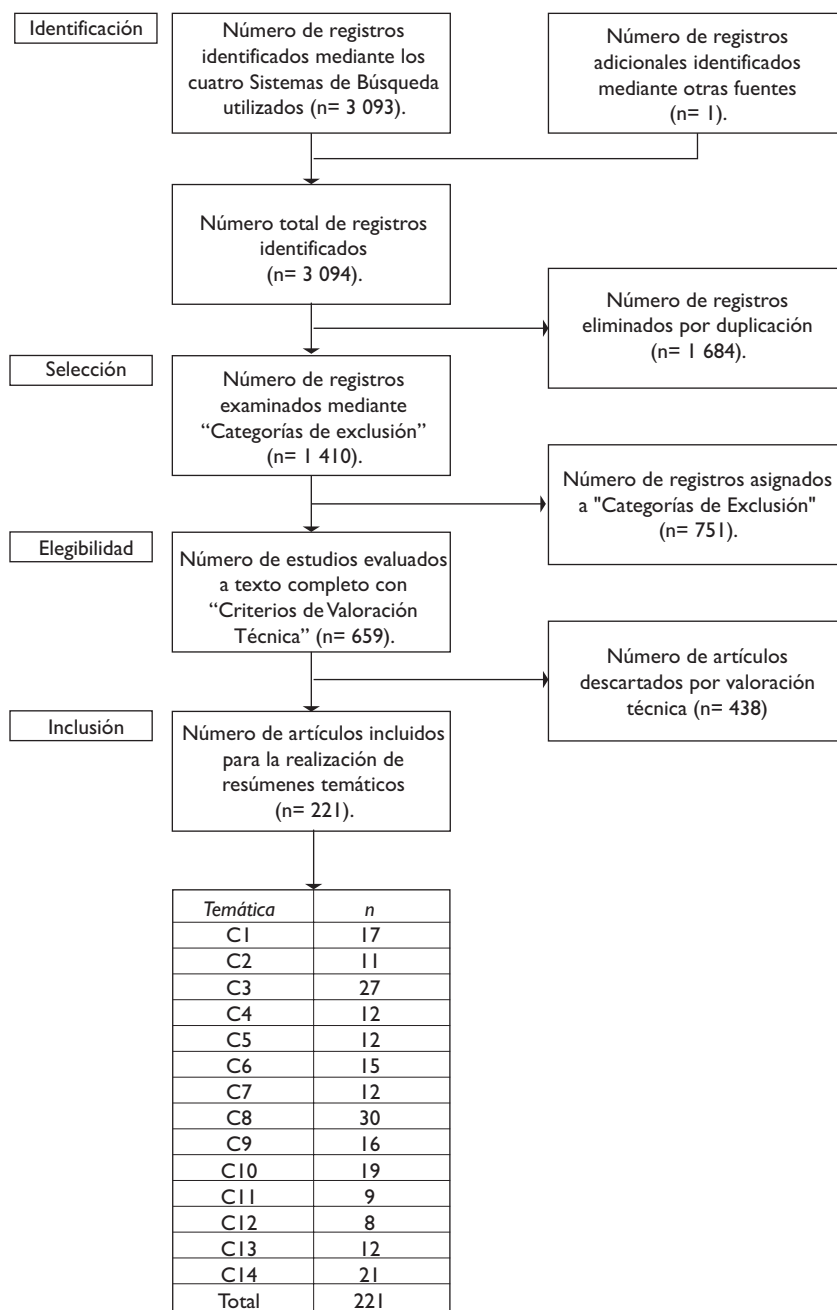 Identificación
Número de registros
identificados mediante los
cuatro Sistemas de Búsqueda
utilizados (n= 3 093).
Número de registros
adicionales identificados
mediante otras fuentes
(n= 1).
Número total de registros
identificados
(n= 3 094).
Número de registros
eliminados por duplicación
(n= 1 684).
Selección
Número de registros
examinados mediante
“Categorías de exclusión”
(n= 1 410).
Número de registros asignados
a "Categorías de Exclusión"
(n= 751).
Elegibilidad
Número de estudios evaluados
a texto completo con
“Criterios de Valoración
Técnica” (n= 659).
Número de artículos
descartados por valoración
técnica (n= 438)
Inclusión
Número de artículos incluidos
para la realización de
resúmenes temáticos
(n= 221).
Temática n
C1 17
C2 11
C3 27
C4 12
C5 12
C6 15
C7 12
C8 30
C9 16
C10 19
C11 9
C12 8
C13 12
C14 21
Total 221